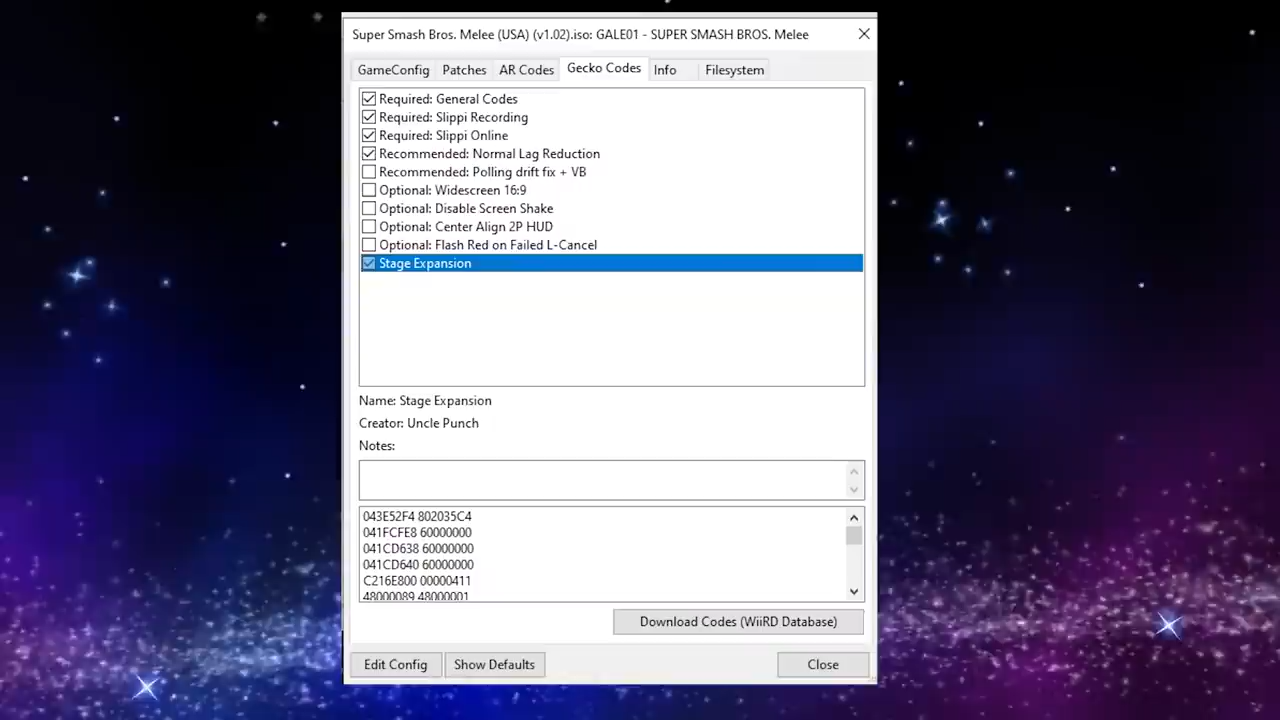 Super Smash Bros. Melee (USA) (v1.02).iso: GALE01 - SUPER SMASH BROS. Melee
GameConfig Patches AR Codes Gecko Codes Info Filesystem
Required: General Codes
Required: Slippi Recording
Required: Slippi Online
Recommended: Normal Lag Reduction
Recommended: Polling drift fix + VB
Optional: Widescreen 16:9
Optional: Disable Screen Shake
Optional: Center Align 2P HUD
Optional: Flash Red on Failed L-Cancel
Stage Expansion
Name: Stage Expansion
Creator: Uncle Punch
Notes:
043E52F4 802035C4
041FCFE8 60000000
041CD638 60000000
041CD640 60000000
C216E800 00000411
48000089 48000001
Download Codes (WiiRD Database)
Edit Config Show Defaults Close